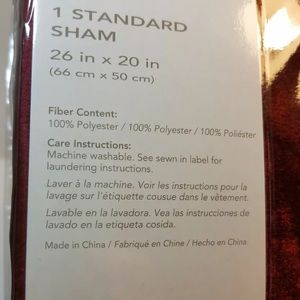 1 STANDARD
SHAM
26 in x 20 in
(66 cm x 50 cm)
Fiber Content:
100% Polyester / 100% Polyester / 100% Poliéster
Care Instructions:
Machine washable. See sewn in label for
laundering instructions.
Laver à la machine. Voir les instructions pour la
lavage sur l'étiquette cousue dans le vêtement.
Lavable en la lavadora. Vea las instrucciones de
lavado en la etiqueta cosida.
Made in China / Fabriqué en Chine / Hecho en China